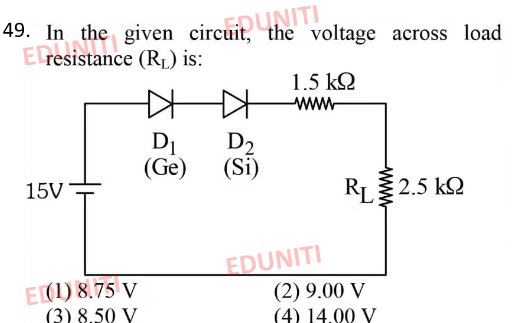 49. In the given circuit, the voltage across load
resistance (R_L) is:
1.5 kΩ
D₁ D₂
(Ge) (Si)
15V
R_L 2.5 kΩ
(1) 8.75 V (2) 9.00 V
(3) 8.50 V (4) 14.00 V
EDUNITI
EDUNITI
EDUNITI
EDUNITI